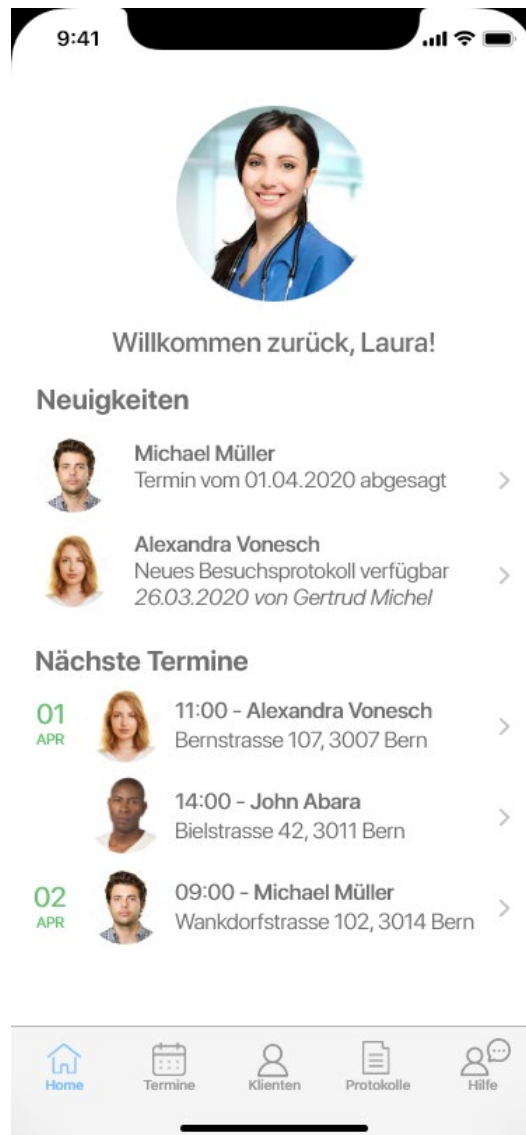 9:41
Willkommen zurück, Laura!
Neuigkeiten
Michael Müller
Termin vom 01.04.2020 abgesagt
Alexandra Vonesch
Neues Besuchsprotokoll verfügbar
26.03.2020 von Gertrud Michel
Nächste Termine
01
APR
11:00 - Alexandra Vonesch
Bernstrasse 107, 3007 Bern
14:00 - John Abara
Bielstrasse 42, 3011 Bern
02
APR
09:00 - Michael Müller
Wankdorfstrasse 102, 3014 Bern
Home
Termine
Klienten
Protokolle
Hilfe